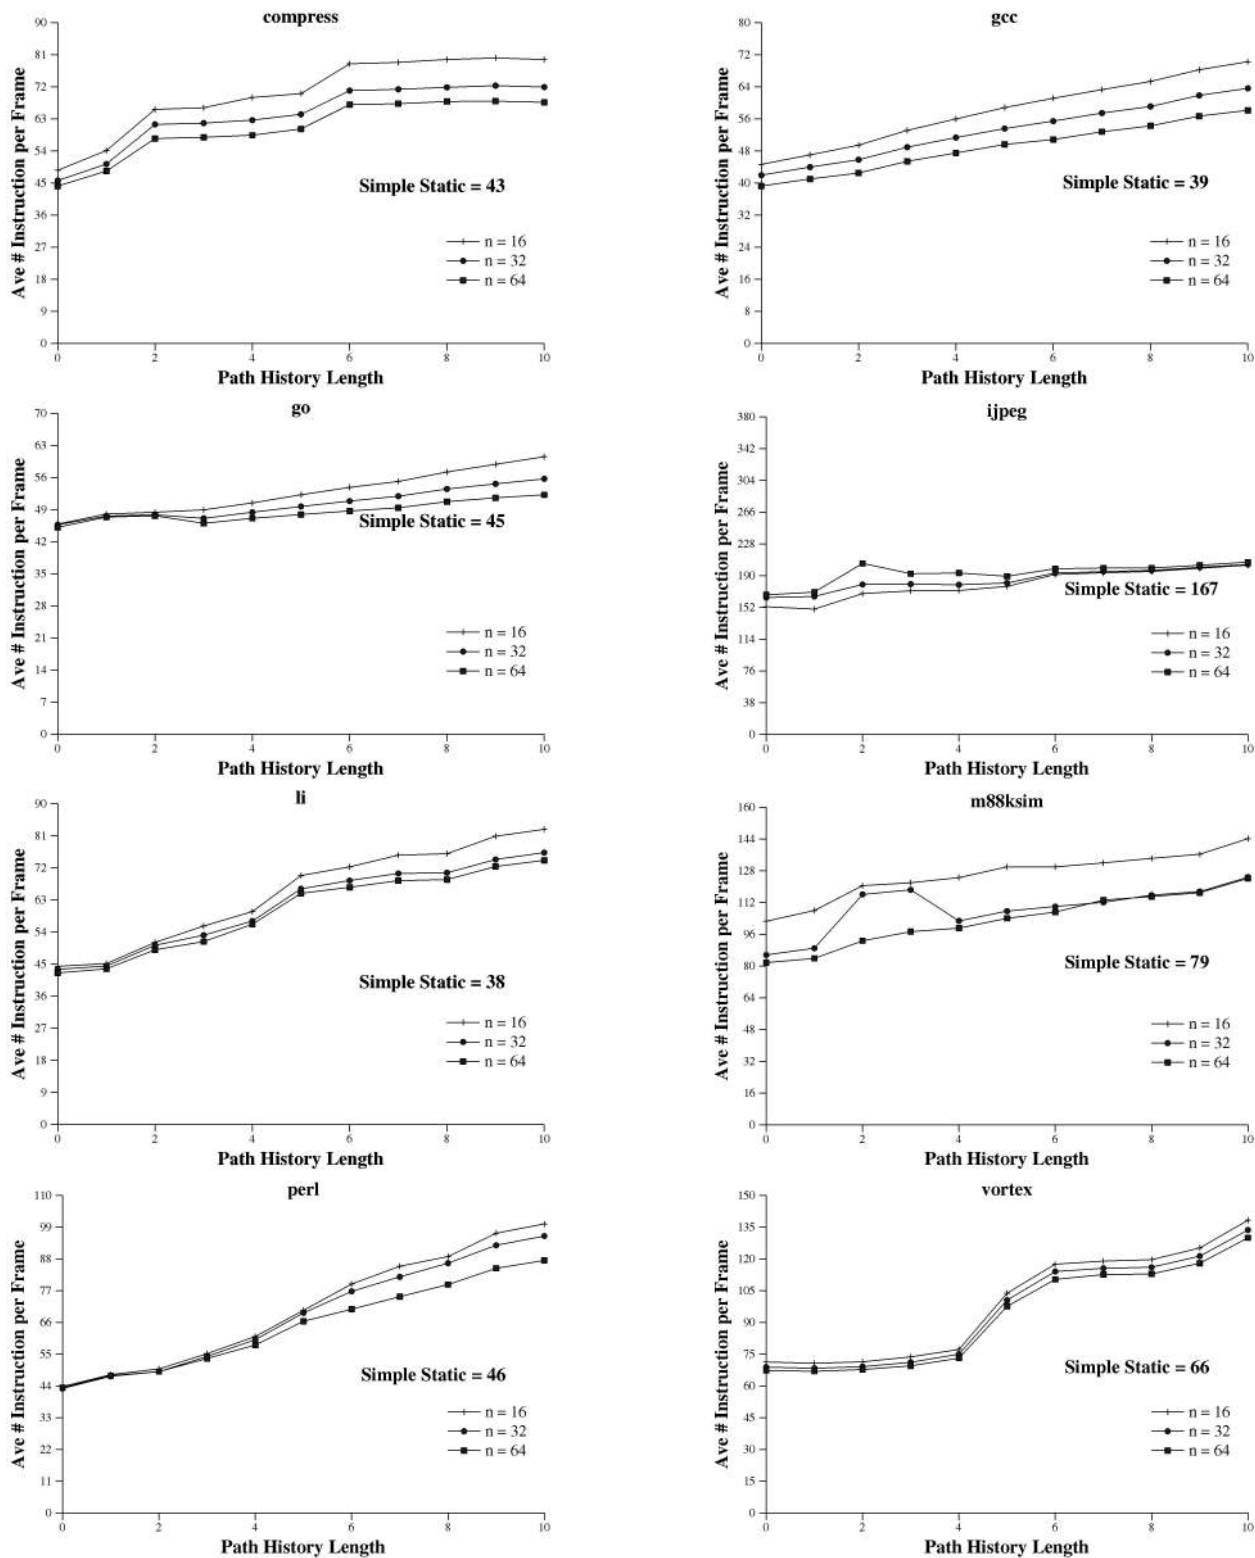 compress
90
81
72
63
54
45
36
27
18
9
0
Ave # Instruction per Frame
Simple Static = 43
n = 16
n = 32
n = 64
0 2 4 6 8 10
Path History Length
gcc
80
72
64
56
48
40
32
24
16
8
0
Ave # Instruction per Frame
Simple Static = 39
n = 16
n = 32
n = 64
0 2 4 6 8 10
Path History Length
go
70
63
56
49
42
35
28
21
14
7
0
Ave # Instruction per Frame
Simple Static = 45
n = 16
n = 32
n = 64
0 2 4 6 8 10
Path History Length
ijpeg
380
342
304
266
228
190
152
114
76
38
0
Ave # Instruction per Frame
Simple Static = 167
n = 16
n = 32
n = 64
0 2 4 6 8 10
Path History Length
li
90
81
72
63
54
45
36
27
18
9
0
Ave # Instruction per Frame
Simple Static = 38
n = 16
n = 32
n = 64
0 2 4 6 8 10
Path History Length
m88ksim
160
144
128
112
96
80
64
48
32
16
0
Ave # Instruction per Frame
Simple Static = 79
n = 16
n = 32
n = 64
0 2 4 6 8 10
Path History Length
perl
110
99
88
77
66
55
44
33
22
11
0
Ave # Instruction per Frame
Simple Static = 46
n = 16
n = 32
n = 64
0 2 4 6 8 10
Path History Length
vortex
150
135
120
105
90
75
60
45
30
15
0
Ave # Instruction per Frame
Simple Static = 66
n = 16
n = 32
n = 64
0 2 4 6 8 10
Path History Length